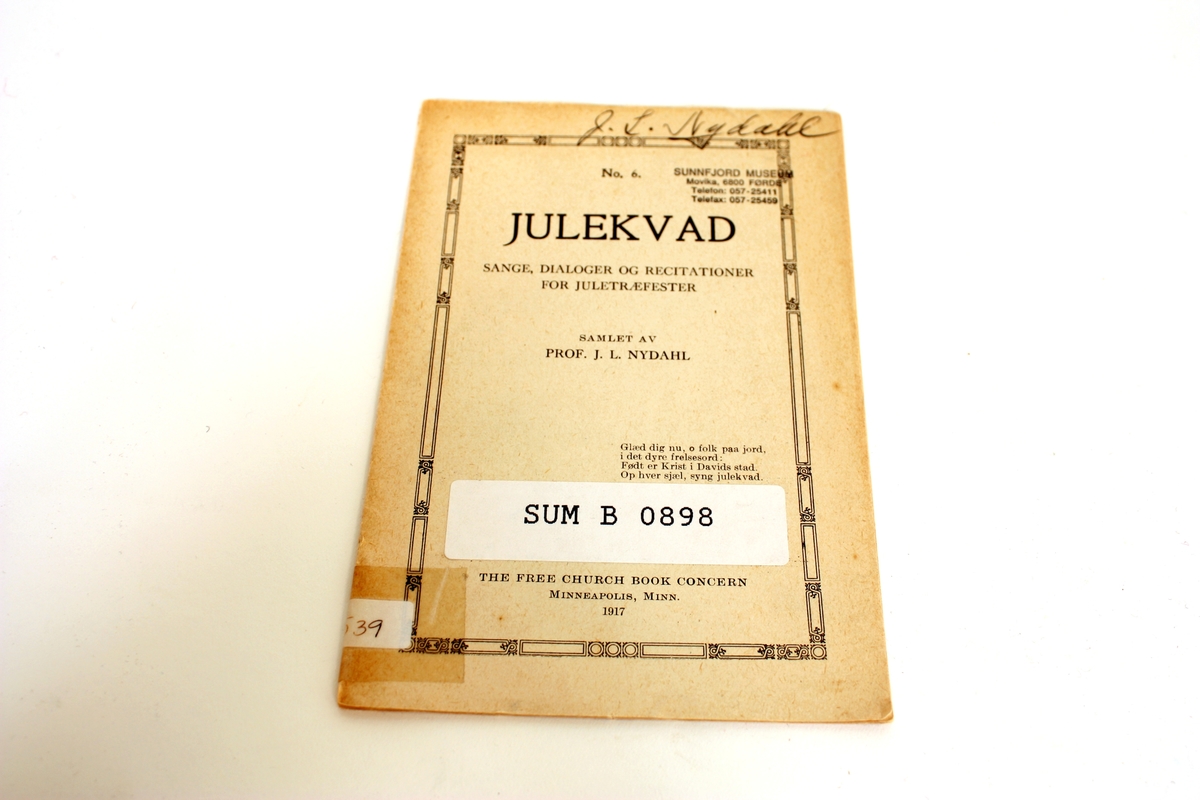 J. L. Nydahl
No. 6.
SUNNFJORD MUSEUM
Movika, 6800 FØRDE
Telefon: 057-25411
Telefax: 057-25459
JULEKVAD
SANGE, DIALOGER OG RECITATIONER
FOR JULETRÆFESTER
SAMLET AV
PROF. J. L. NYDAHL
Glæd dig nu, o folk paa jord,
i det dyre frelsesord:
Født er Krist i Davids stad.
Op hver sjæl, syng julekvad.
SUM B 0898
THE FREE CHURCH BOOK CONCERN
MINNEAPOLIS, MINN.
1917
39